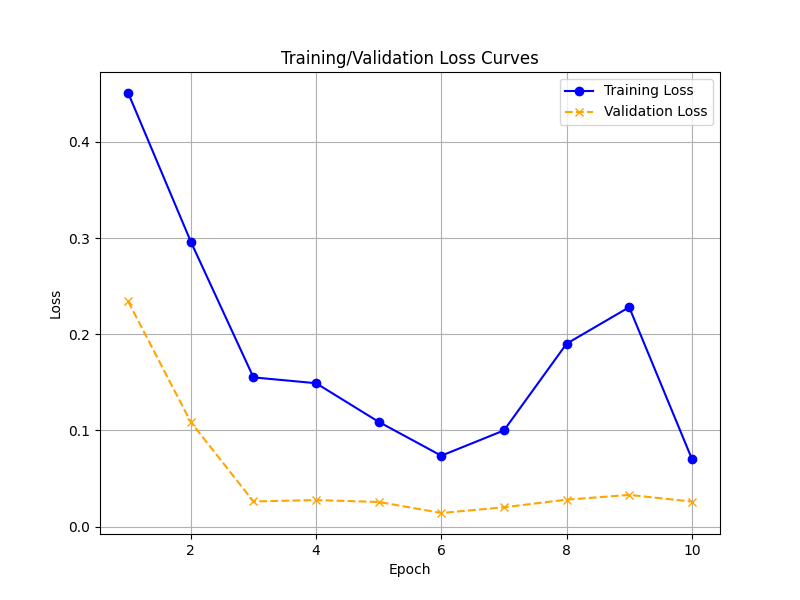 Training/Validation Loss Curves
Training Loss
Validation Loss
0.4
0.3
0.2
0.1
0.0
Loss
2 4 6 8 10
Epoch